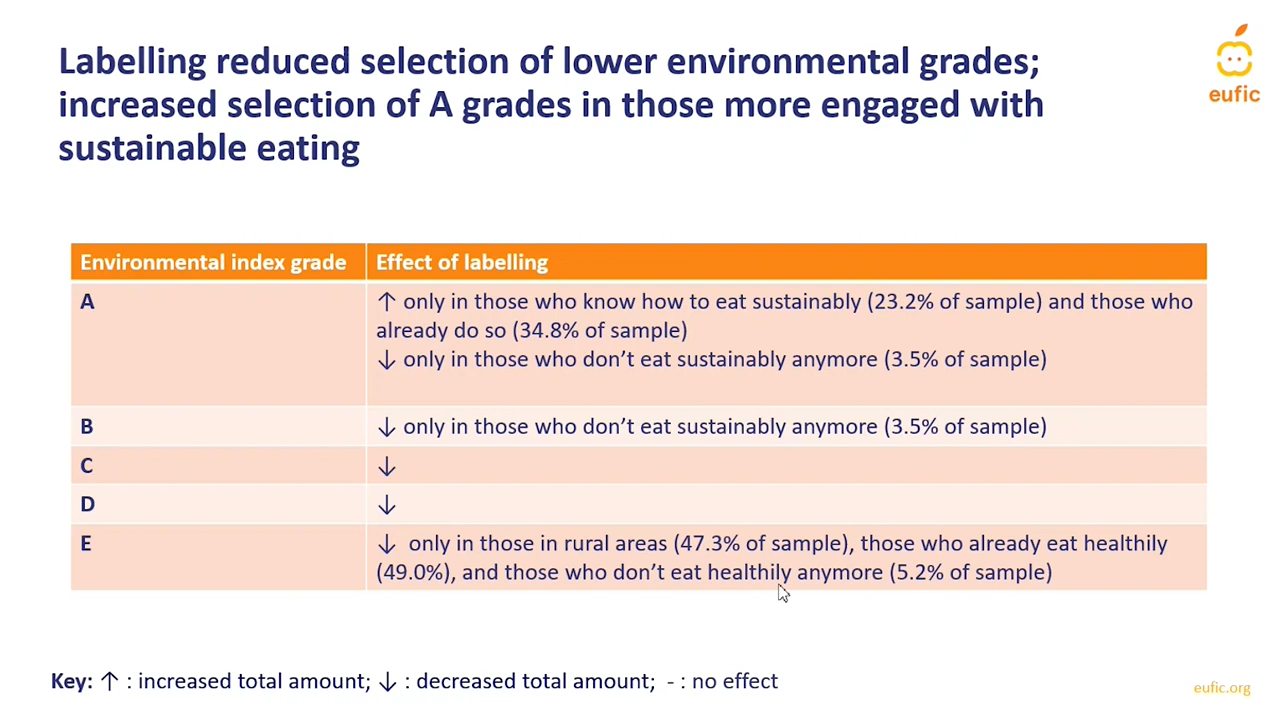 Labelling reduced selection of lower environmental grades;
increased selection of A grades in those more engaged with
sustainable eating
eufic
Environmental index grade
Effect of labelling
A
↑ only in those who know how to eat sustainably (23.2% of sample) and those who
already do so (34.8% of sample)
↓ only in those who don’t eat sustainably anymore (3.5% of sample)
B
↓ only in those who don’t eat sustainably anymore (3.5% of sample)
C
↓
D
↓
E
↓ only in those in rural areas (47.3% of sample), those who already eat healthily
(49.0%), and those who don’t eat healthily anymore (5.2% of sample)
Key: ↑ : increased total amount; ↓ : decreased total amount; - : no effect
eufic.org